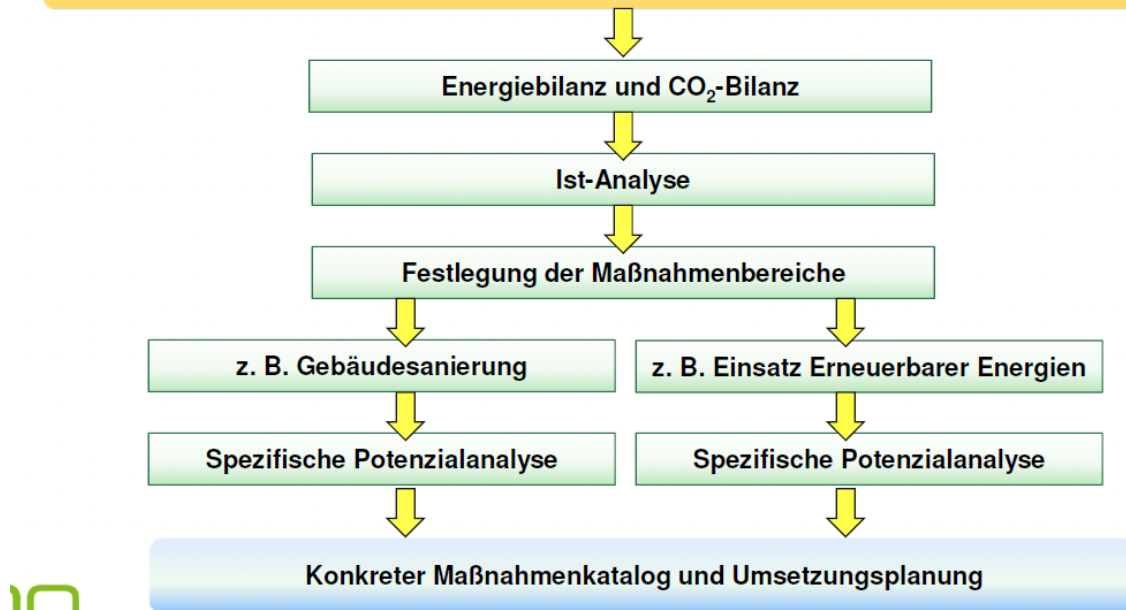 Energiebilanz und CO₂-Bilanz
Ist-Analyse
Festlegung der Maßnahmenbereiche
z. B. Gebäudesanierung
z. B. Einsatz Erneuerbarer Energien
Spezifische Potenzialanalyse
Spezifische Potenzialanalyse
Konkreter Maßnahmenkatalog und Umsetzungsplanung